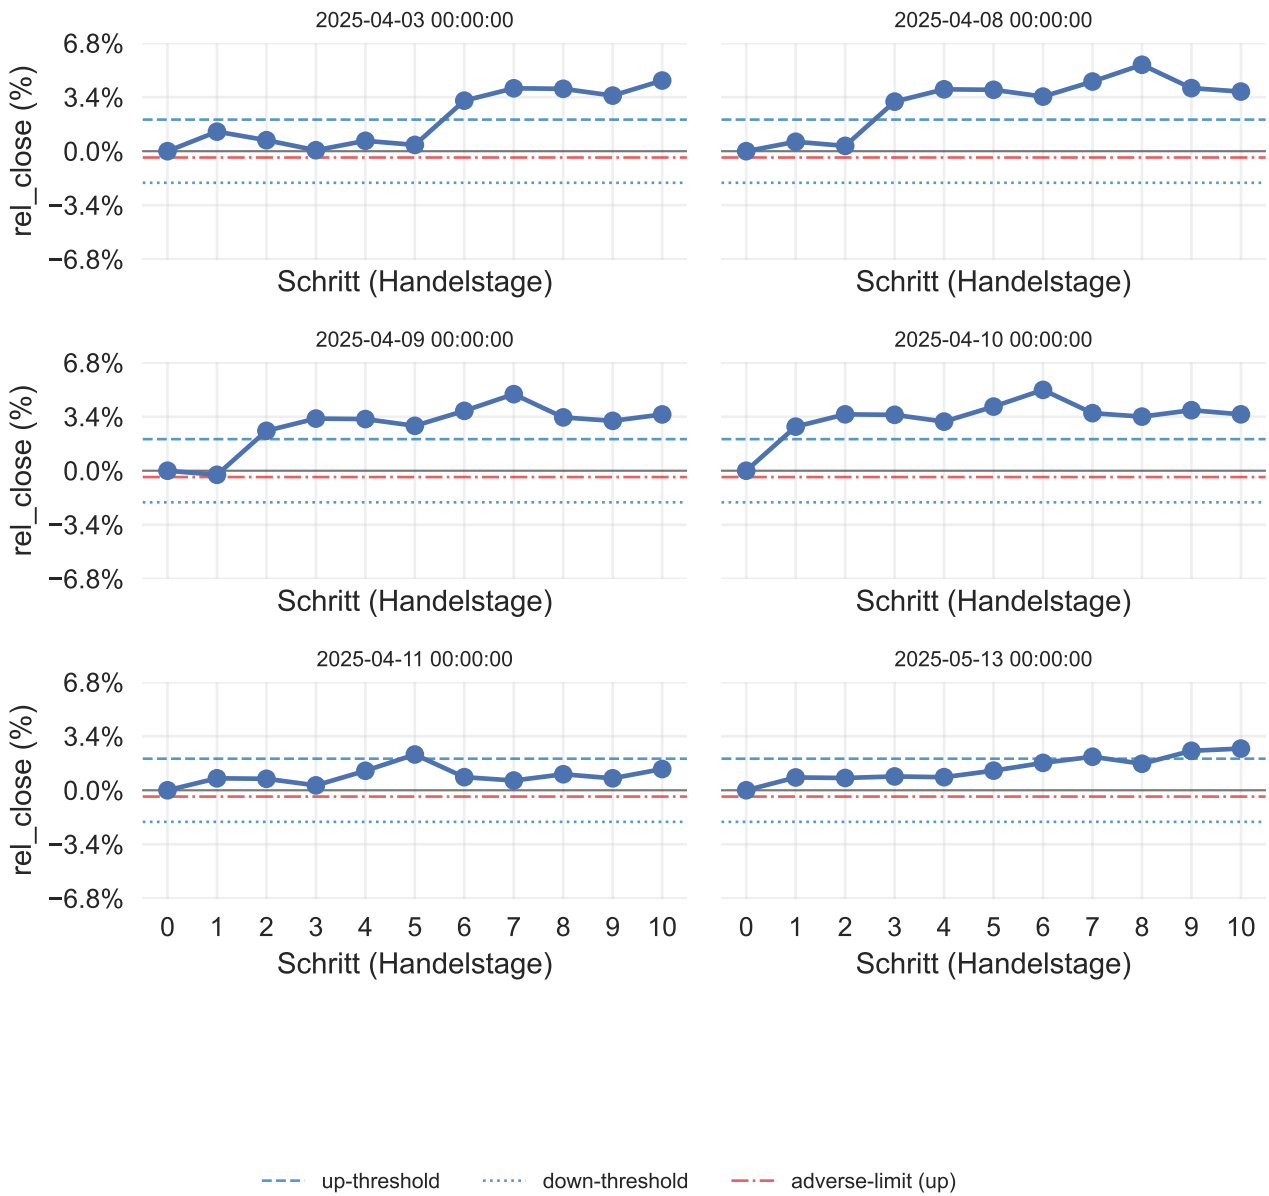 2025-04-03 00:00:00
2025-04-08 00:00:00
6.8%
3.4%
0.0%
−3.4%
−6.8%
rel_close (%)
Schritt (Handelstage)
Schritt (Handelstage)
2025-04-09 00:00:00
2025-04-10 00:00:00
6.8%
3.4%
0.0%
−3.4%
−6.8%
rel_close (%)
Schritt (Handelstage)
Schritt (Handelstage)
2025-04-11 00:00:00
2025-05-13 00:00:00
6.8%
3.4%
0.0%
−3.4%
−6.8%
rel_close (%)
0 1 2 3 4 5 6 7 8 9 10
0 1 2 3 4 5 6 7 8 9 10
Schritt (Handelstage)
Schritt (Handelstage)
up-threshold
down-threshold
adverse-limit (up)